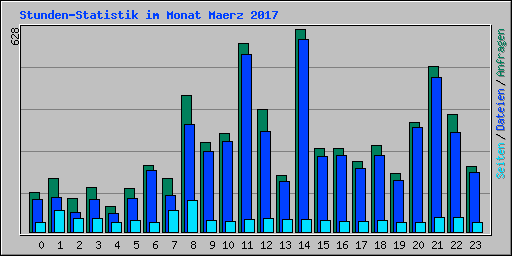 Stunden-Statistik im Monat Maerz 2017
628
Seiten / Dateien / Anfragen
0 1 2 3 4 5 6 7 8 9 10 11 12 13 14 15 16 17 18 19 20 21 22 23